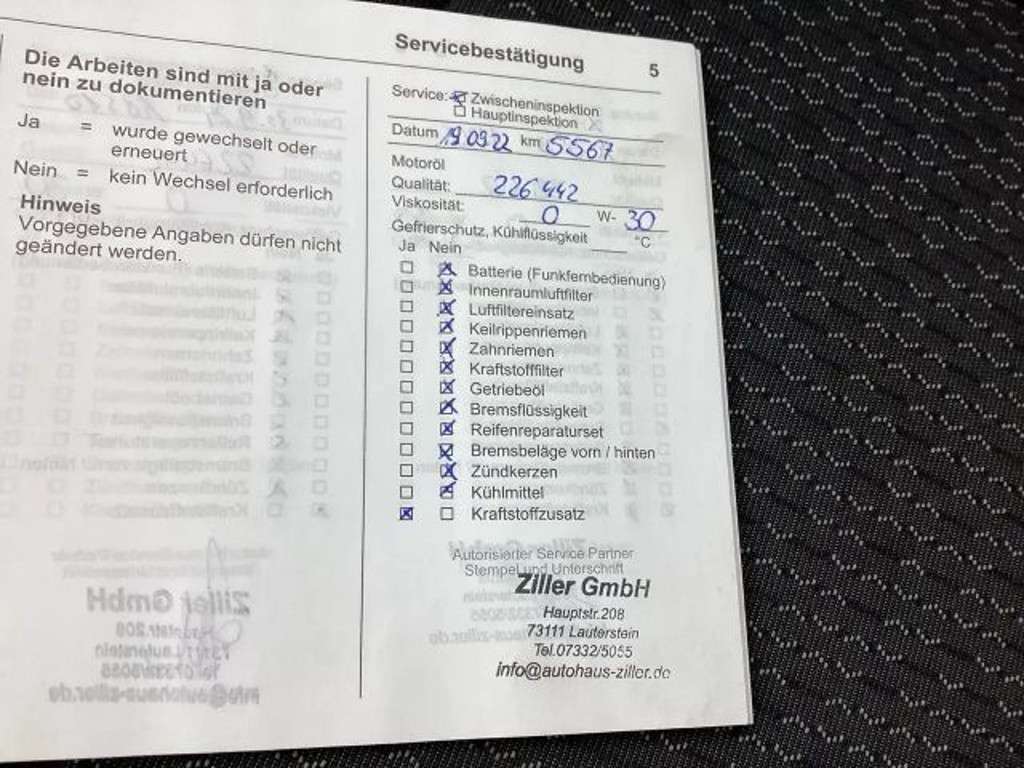 Servicebestätigung
5
Die Arbeiten sind mit ja oder
nein zu dokumentieren
Ja = wurde gewechselt oder
erneuert
Nein = kein Wechsel erforderlich
Hinweis
Vorgegebene Angaben dürfen nicht
geändert werden.
Service: Zwischeninspektion
Hauptinspektion
Datum 19.09.22 km 5567
Motoröl
Qualität: 226 442
Viskosität: 0 W- 30
Gefrierschutz, Kühlflüssigkeit °C
Ja Nein
Batterie (Funkfernbedienung)
Innenraumluftfilter
Luftfiltereinsatz
Keilrippenriemen
Zahnriemen
Kraftstofffilter
Getriebeöl
Bremsflüssigkeit
Reifenreparaturset
Bremsbeläge vorn / hinten
Zündkerzen
Kühlmittel
Kraftstoffzusatz
Autorisierter Service Partner
Stempel und Unterschrift
Ziller GmbH
Hauptstr.208
73111 Lauterstein
Tel.07332/5055
info@autohaus-ziller.de